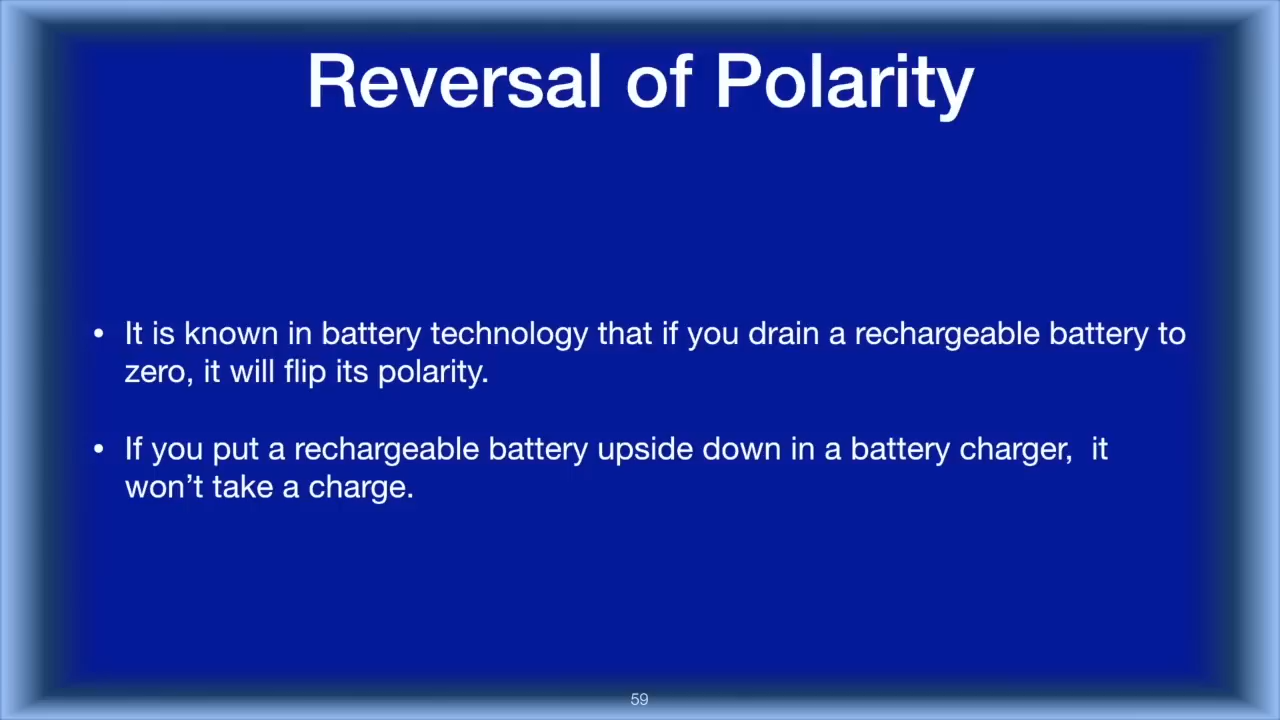 Reversal of Polarity
• It is known in battery technology that if you drain a rechargeable battery to
zero, it will flip its polarity.
• If you put a rechargeable battery upside down in a battery charger,  it
won’t take a charge.
59